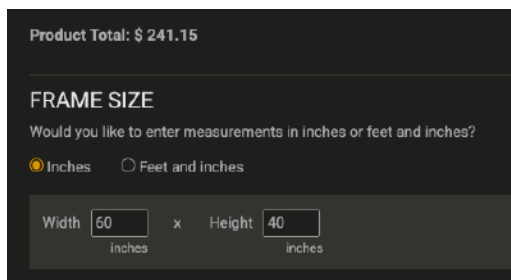 Product Total: $ 241.15
FRAME SIZE
Would you like to enter measurements in inches or feet and inches?
Inches Feet and inches
Width 60 x Height 40
inches inches